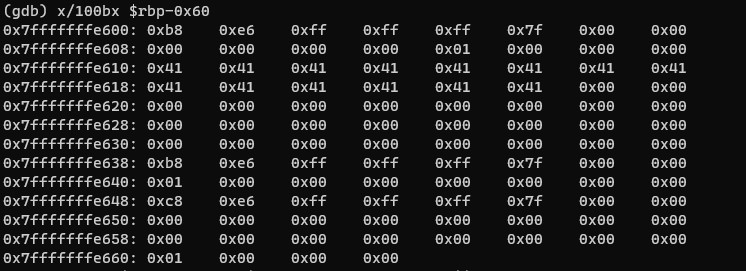 (gdb) x/100bx $rbp-0x60
0x7fffffffe600: 0xb8 0xe6 0xff 0xff 0xff 0x7f 0x00 0x00
0x7fffffffe608: 0x00 0x00 0x00 0x00 0x01 0x00 0x00 0x00
0x7fffffffe610: 0x41 0x41 0x41 0x41 0x41 0x41 0x41 0x41
0x7fffffffe618: 0x41 0x41 0x41 0x41 0x41 0x41 0x00 0x00
0x7fffffffe620: 0x00 0x00 0x00 0x00 0x00 0x00 0x00 0x00
0x7fffffffe628: 0x00 0x00 0x00 0x00 0x00 0x00 0x00 0x00
0x7fffffffe630: 0x00 0x00 0x00 0x00 0x00 0x00 0x00 0x00
0x7fffffffe638: 0xb8 0xe6 0xff 0xff 0xff 0x7f 0x00 0x00
0x7fffffffe640: 0x01 0x00 0x00 0x00 0x00 0x00 0x00 0x00
0x7fffffffe648: 0xc8 0xe6 0xff 0xff 0xff 0x7f 0x00 0x00
0x7fffffffe650: 0x00 0x00 0x00 0x00 0x00 0x00 0x00 0x00
0x7fffffffe658: 0x00 0x00 0x00 0x00 0x00 0x00 0x00 0x00
0x7fffffffe660: 0x01 0x00 0x00 0x00